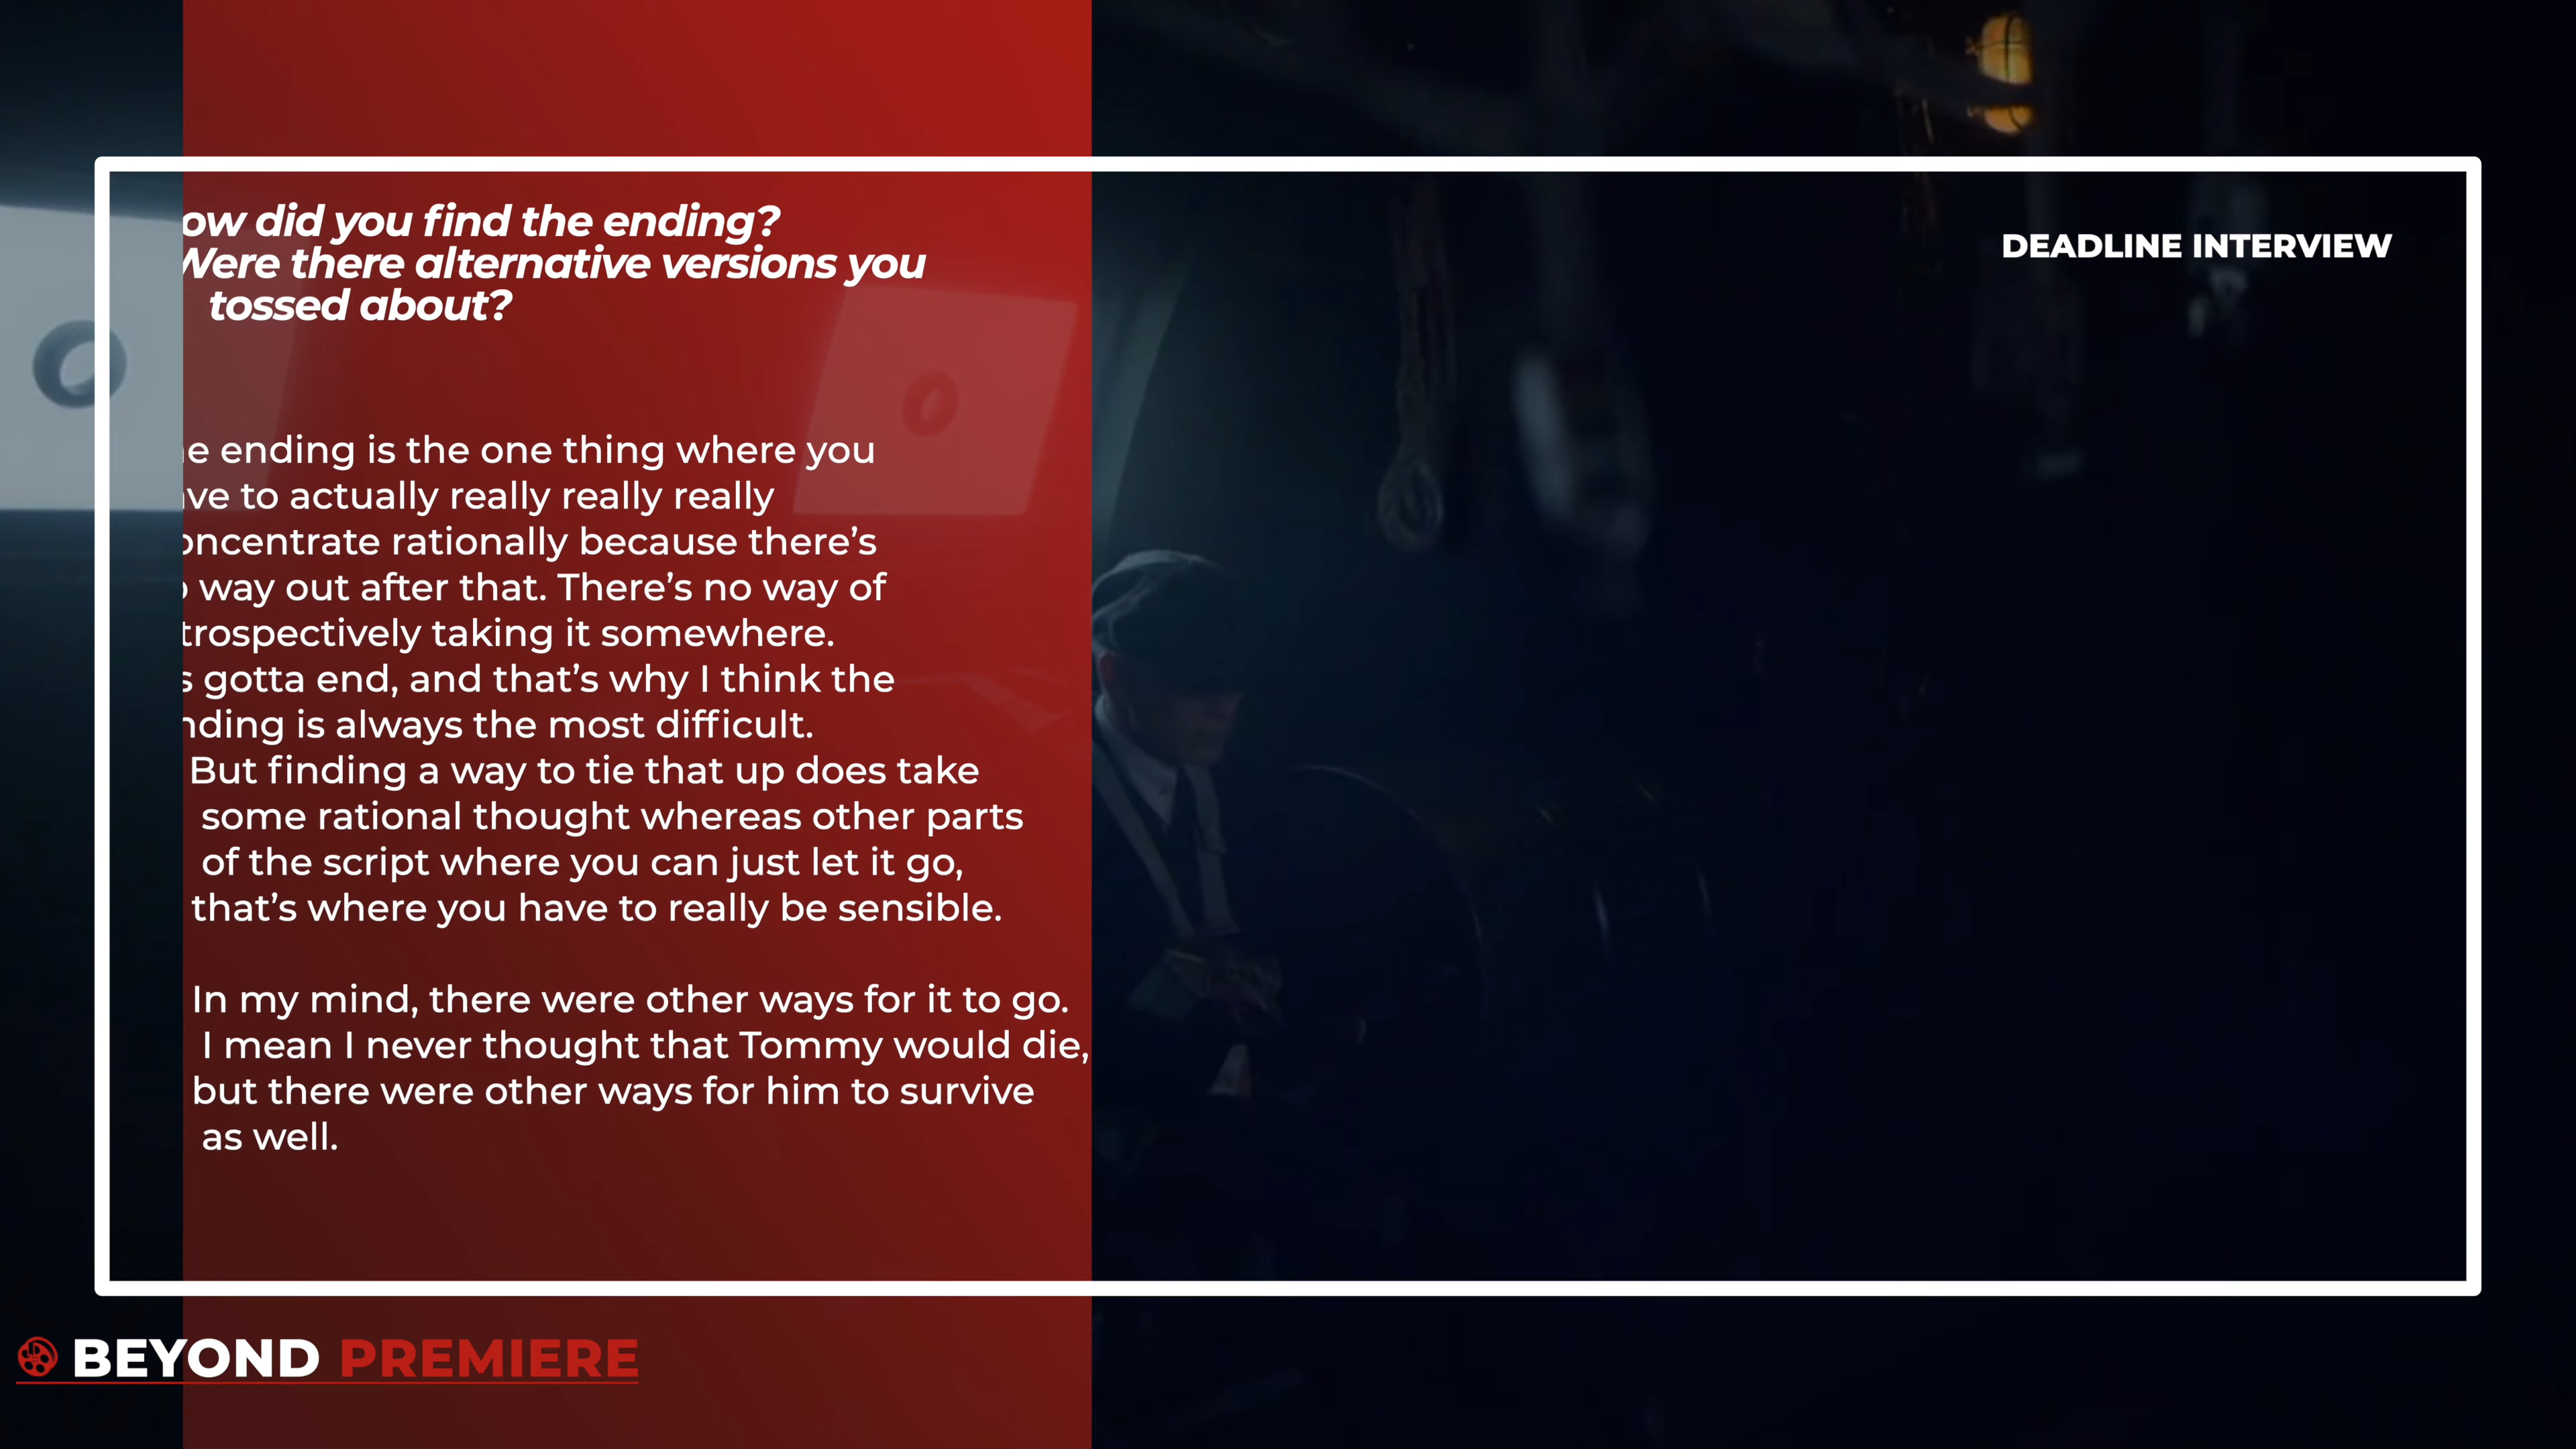 ow did you find the ending?
Were there alternative versions you
tossed about?
DEADLINE INTERVIEW
e ending is the one thing where you
ve to actually really really really
oncentrate rationally because there’s
o way out after that. There’s no way of
trospectively taking it somewhere.
s gotta end, and that’s why I think the
nding is always the most difficult.
But finding a way to tie that up does take
some rational thought whereas other parts
of the script where you can just let it go,
that’s where you have to really be sensible.
In my mind, there were other ways for it to go.
I mean I never thought that Tommy would die,
but there were other ways for him to survive
as well.
BEYOND PREMIERE